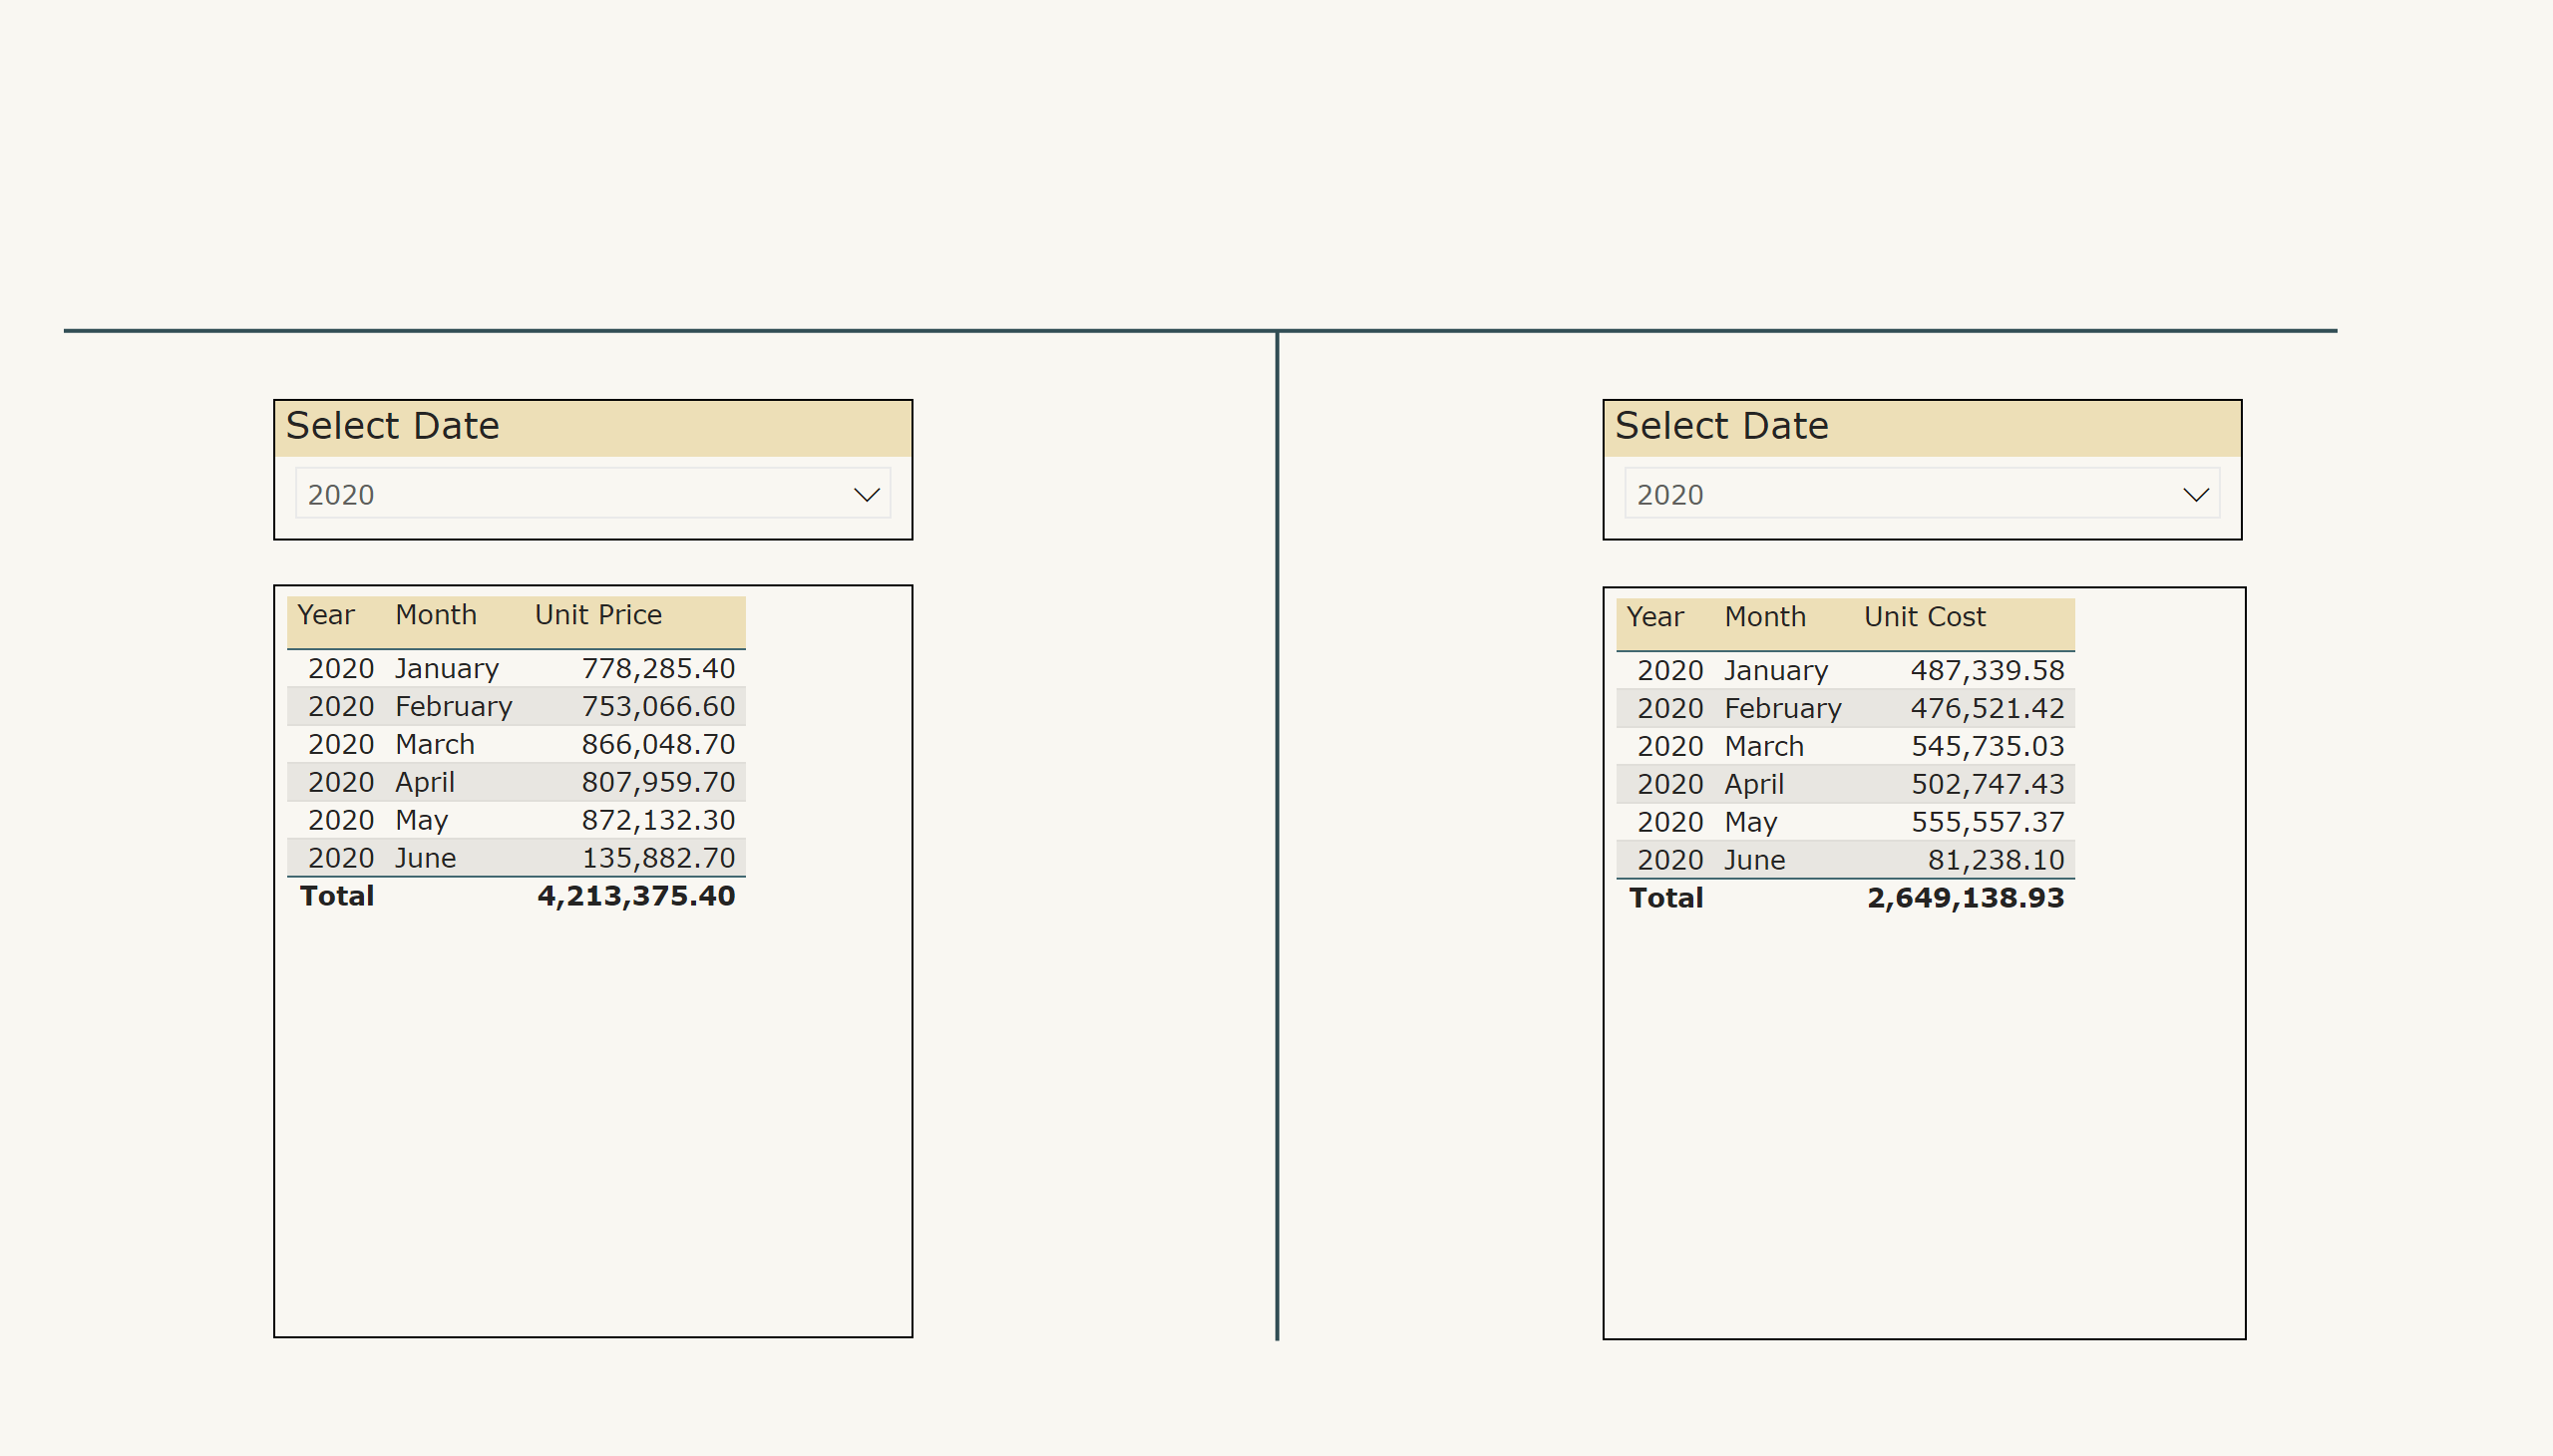 Select Date
2020
Year Month Unit Price
2020 January 778,285.40
2020 February 753,066.60
2020 March 866,048.70
2020 April 807,959.70
2020 May 872,132.30
2020 June 135,882.70
Total 4,213,375.40
Select Date
2020
Year Month Unit Cost
2020 January 487,339.58
2020 February 476,521.42
2020 March 545,735.03
2020 April 502,747.43
2020 May 555,557.37
2020 June 81,238.10
Total 2,649,138.93